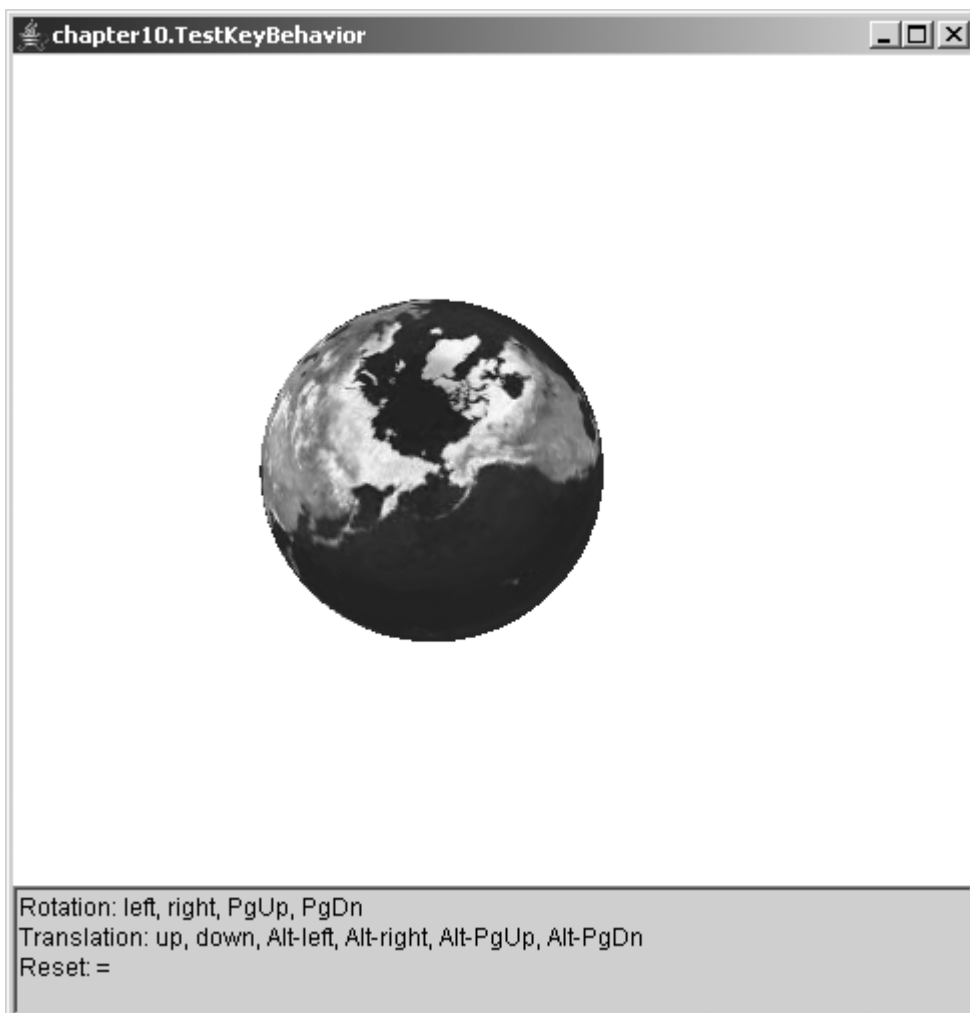 chapter10.TestKeyBehavior
Rotation: left, right, PgUp, PgDn
Translation: up, down, Alt-left, Alt-right, Alt-PgUp, Alt-PgDn
Reset: =